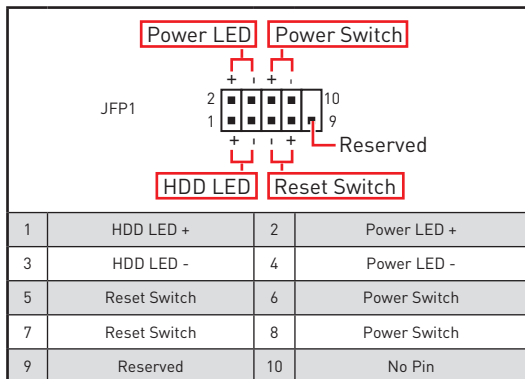 Power LED Power Switch
+ - + -
JFP1
2 10
1 9
+ - - +
Reserved
HDD LED Reset Switch
1 HDD LED + 2 Power LED +
3 HDD LED - 4 Power LED -
5 Reset Switch 6 Power Switch
7 Reset Switch 8 Power Switch
9 Reserved 10 No Pin